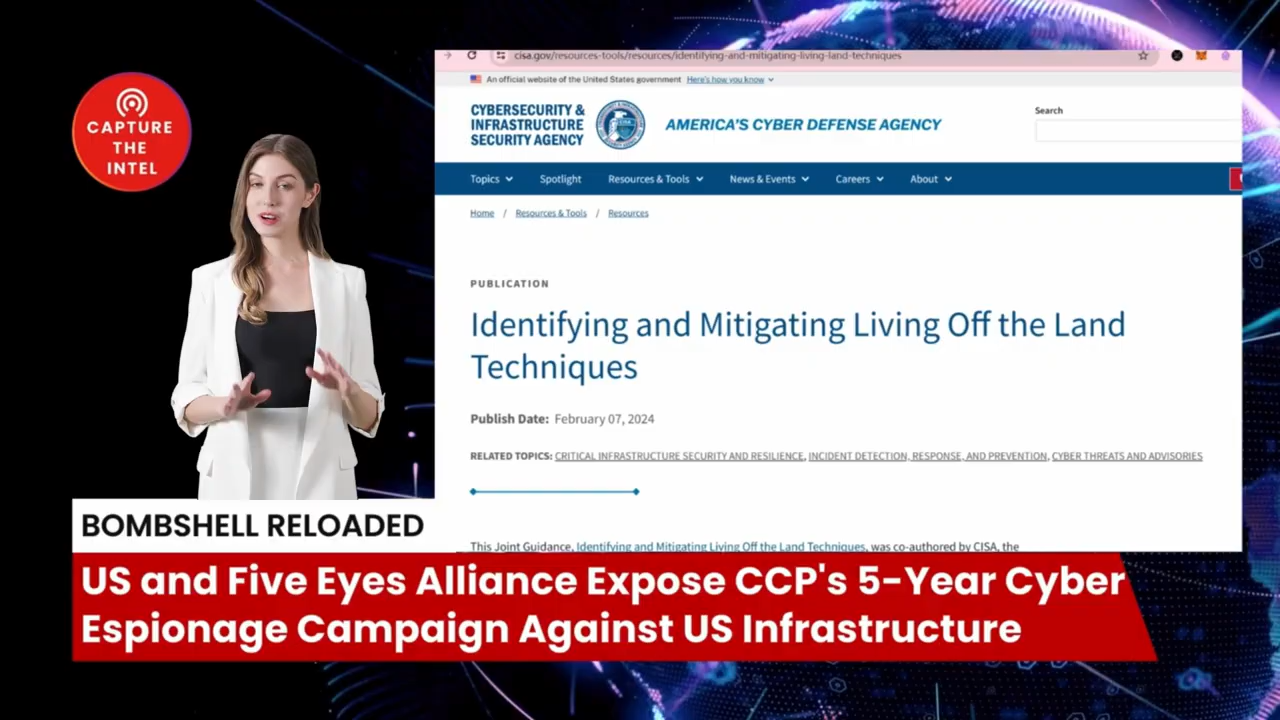 cisa.gov/resources-tools/resources/identifying-and-mitigating-living-land-techniques
An official website of the United States government Here's how you know
CAPTURE
THE
INTEL
CYBERSECURITY &
INFRASTRUCTURE
SECURITY AGENCY
AMERICA'S CYBER DEFENSE AGENCY
Search
Topics Spotlight Resources & Tools News & Events Careers About
Home / Resources & Tools / Resources
PUBLICATION
Identifying and Mitigating Living Off the Land
Techniques
Publish Date: February 07, 2024
RELATED TOPICS: CRITICAL INFRASTRUCTURE SECURITY AND RESILIENCE, INCIDENT DETECTION, RESPONSE, AND PREVENTION, CYBER THREATS AND ADVISORIES
This Joint Guidance, Identifying and Mitigating Living Off the Land Techniques, was co-authored by CISA, the
BOMBSHELL RELOADED
US and Five Eyes Alliance Expose CCP's 5-Year Cyber
Espionage Campaign Against US Infrastructure